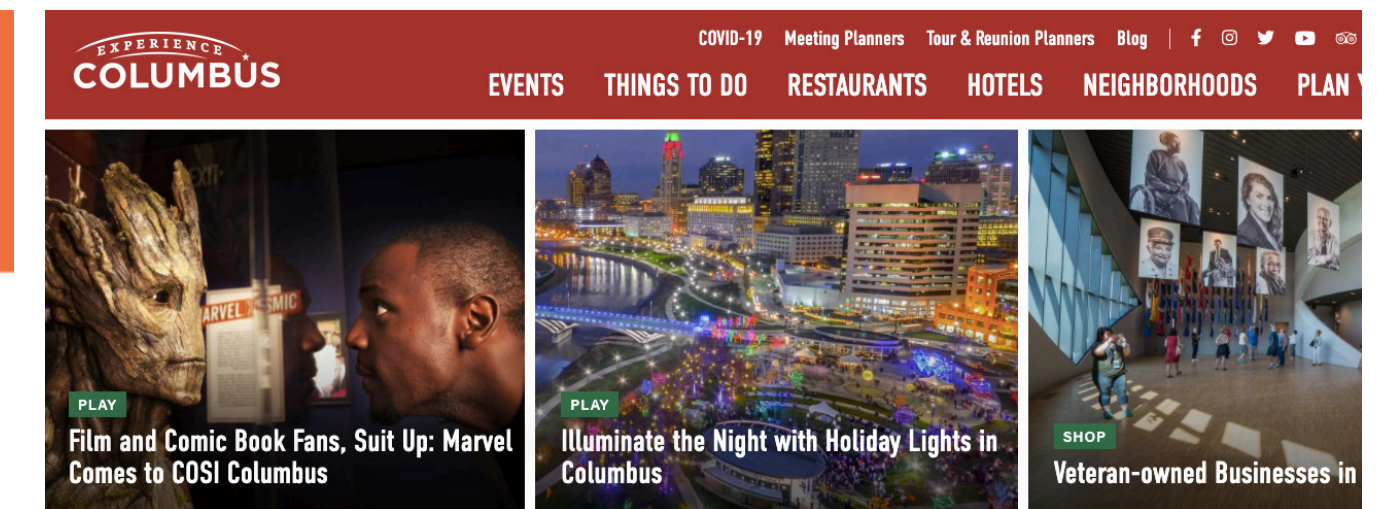 EXPERIENCE
COLUMBUS
COVID-19 Meeting Planners Tour & Reunion Planners Blog
EVENTS THINGS TO DO RESTAURANTS HOTELS NEIGHBORHOODS PLAN
EXIT
MARVEL COSMIC
PLAY
Film and Comic Book Fans, Suit Up: Marvel
Comes to COSI Columbus
PLAY
Illuminate the Night with Holiday Lights in
Columbus
SHOP
Veteran-owned Businesses in